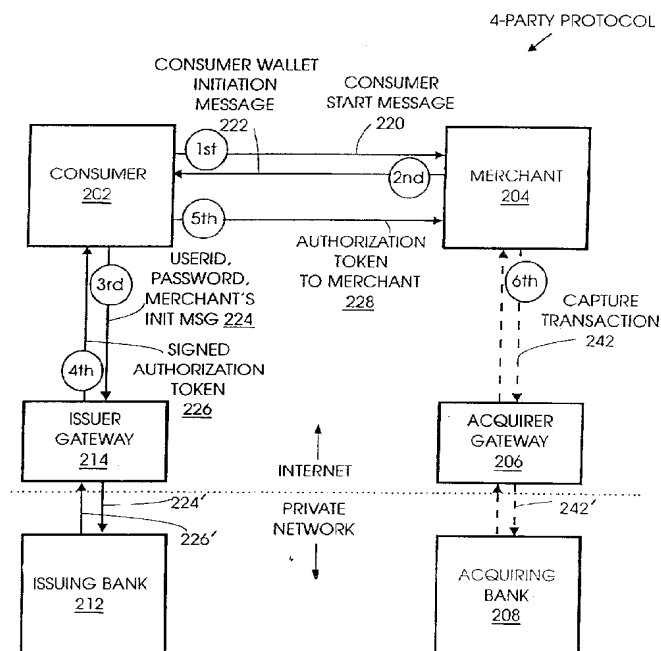 4-PARTY PROTOCOL
CONSUMER WALLET
INITIATION
MESSAGE
222
CONSUMER
START MESSAGE
220
1st
2nd
CONSUMER
202
MERCHANT
204
5th
AUTHORIZATION
TOKEN
TO MERCHANT
228
3rd
USERID,
PASSWORD,
MERCHANT'S
INIT MSG 224
6th
CAPTURE
TRANSACTION
242
4th
SIGNED
AUTHORIZATION
TOKEN
226
ISSUER
GATEWAY
214
INTERNET
ACQUIRER
GATEWAY
206
224'
226'
PRIVATE
NETWORK
242'
ISSUING BANK
212
ACQUIRING
BANK
208